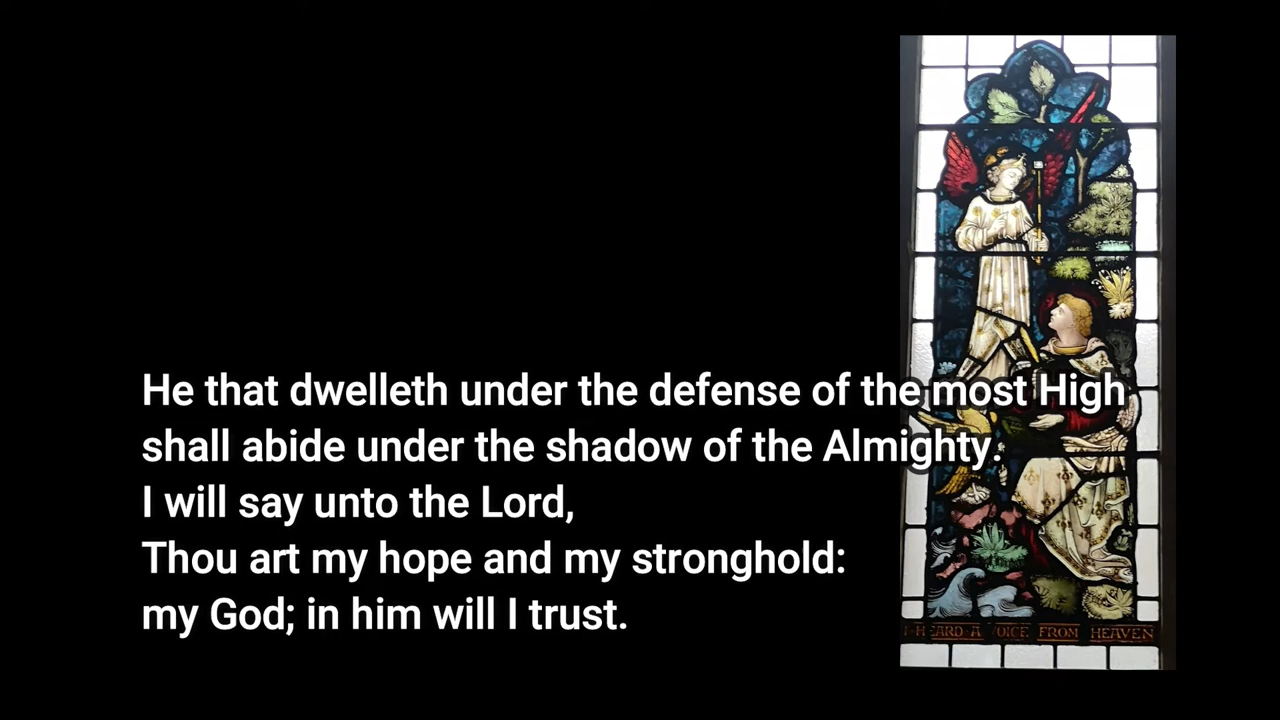 He that dwelleth under the defense of the most High
shall abide under the shadow of the Almighty.
I will say unto the Lord,
Thou art my hope and my stronghold:
my God; in him will I trust.
I HEARD A VOICE FROM HEAVEN